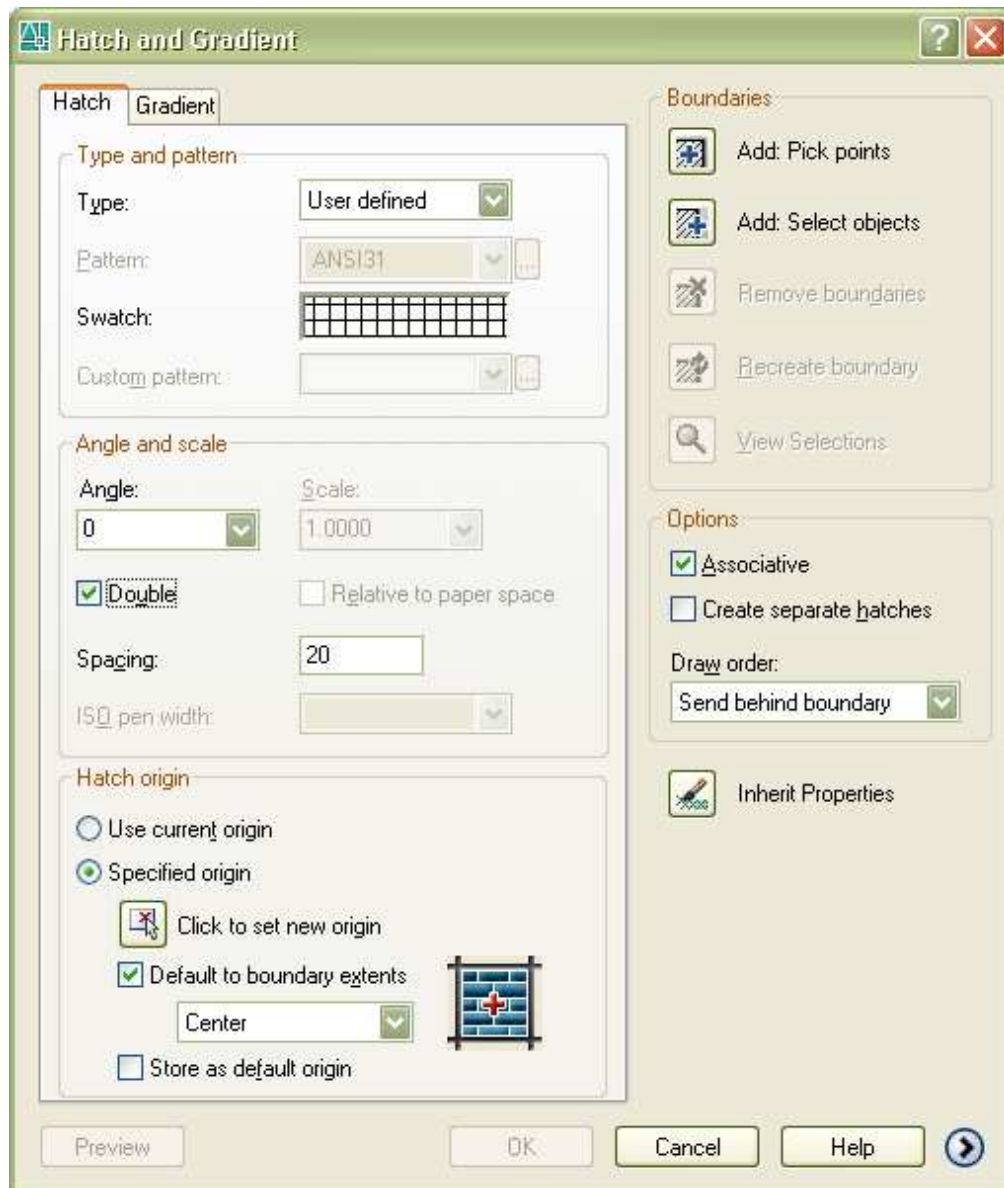 Hatch and Gradient
Hatch
Gradient
Type and pattern
Type:
User defined
Pattern:
ANSI31
...
Swatch:
Custom pattern:
...
Angle and scale
Angle:
Scale:
0
1.0000
Double
Relative to paper space
Spacing:
20
ISO pen width:
Hatch origin
Use current origin
Specified origin
Click to set new origin
Default to boundary extents
Center
Store as default origin
Boundaries
Add: Pick points
Add: Select objects
Remove boundaries
Recreate boundary
View Selections
Options
Associative
Create separate hatches
Draw order:
Send behind boundary
Inherit Properties
Preview
OK
Cancel
Help